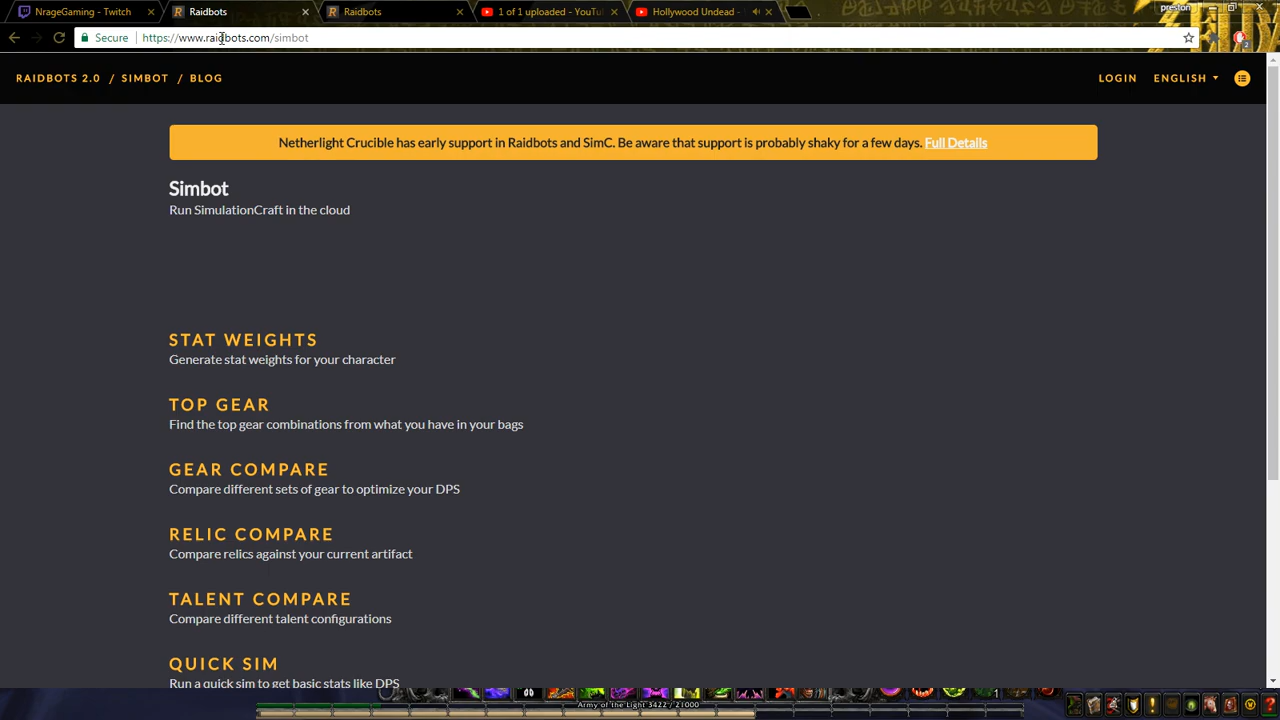 NrageGaming - Twitch
Raidbots
Raidbots
1 of 1 uploaded - YouTu
Hollywood Undead -
preston
Secure
https://www.raidbots.com/simbot
RAIDBOTS 2.0 / SIMBOT / BLOG
LOGIN
ENGLISH
Netherlight Crucible has early support in Raidbots and SimC. Be aware that support is probably shaky for a few days. Full Details
Simbot
Run SimulationCraft in the cloud
STAT WEIGHTS
Generate stat weights for your character
TOP GEAR
Find the top gear combinations from what you have in your bags
GEAR COMPARE
Compare different sets of gear to optimize your DPS
RELIC COMPARE
Compare relics against your current artifact
TALENT COMPARE
Compare different talent configurations
QUICK SIM
Run a quick sim to get basic stats like DPS
Army of the Light 3422 / 21000